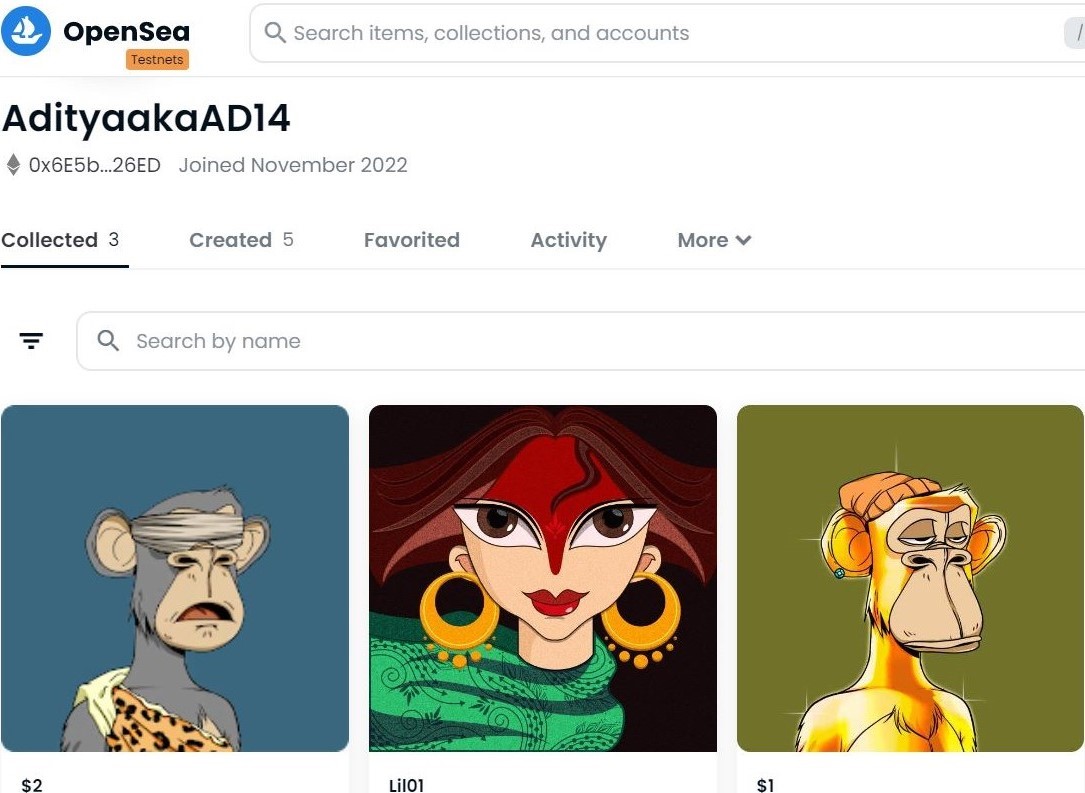 OpenSea
Testnets
Search items, collections, and accounts
/
AdityaakaAD14
0x6E5b...26ED Joined November 2022
Collected 3 Created 5 Favorited Activity More
Search by name
$2 Lil01 $1